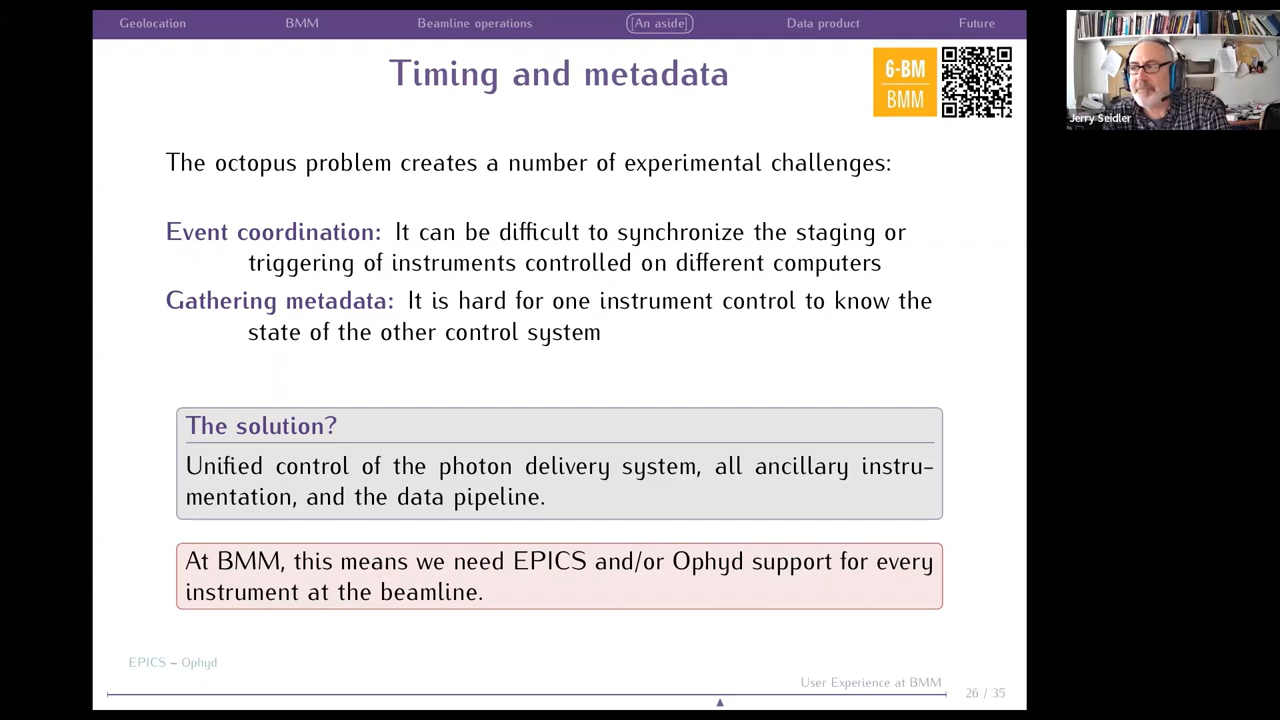 Geolocation BMM Beamline operations [An aside] Data product Future
Timing and metadata
6-BM
BMM
Jerry Seidler
The octopus problem creates a number of experimental challenges:
Event coordination: It can be difficult to synchronize the staging or
triggering of instruments controlled on different computers
Gathering metadata: It is hard for one instrument control to know the
state of the other control system
The solution?
Unified control of the photon delivery system, all ancillary instru-
mentation, and the data pipeline.
At BMM, this means we need EPICS and/or Ophyd support for every
instrument at the beamline.
EPICS – Ophyd
User Experience at BMM
26 / 35